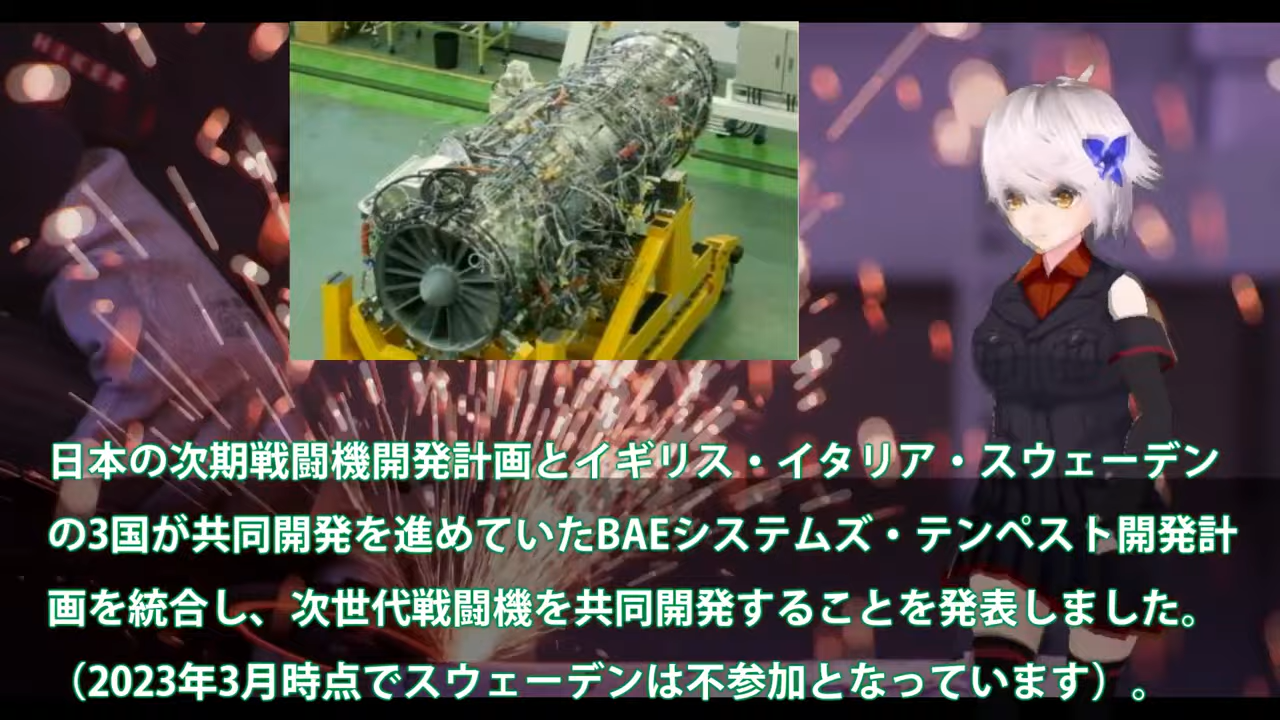 日本の次期戦闘機開発計画とイギリス・イタリア・スウェーデン
の3国が共同開発を進めていたBAEシステムズ・テンペスト開発計
画を統合し、次世代戦闘機を共同開発することを発表しました。
（2023年3月時点でスウェーデンは不参加となっています）。